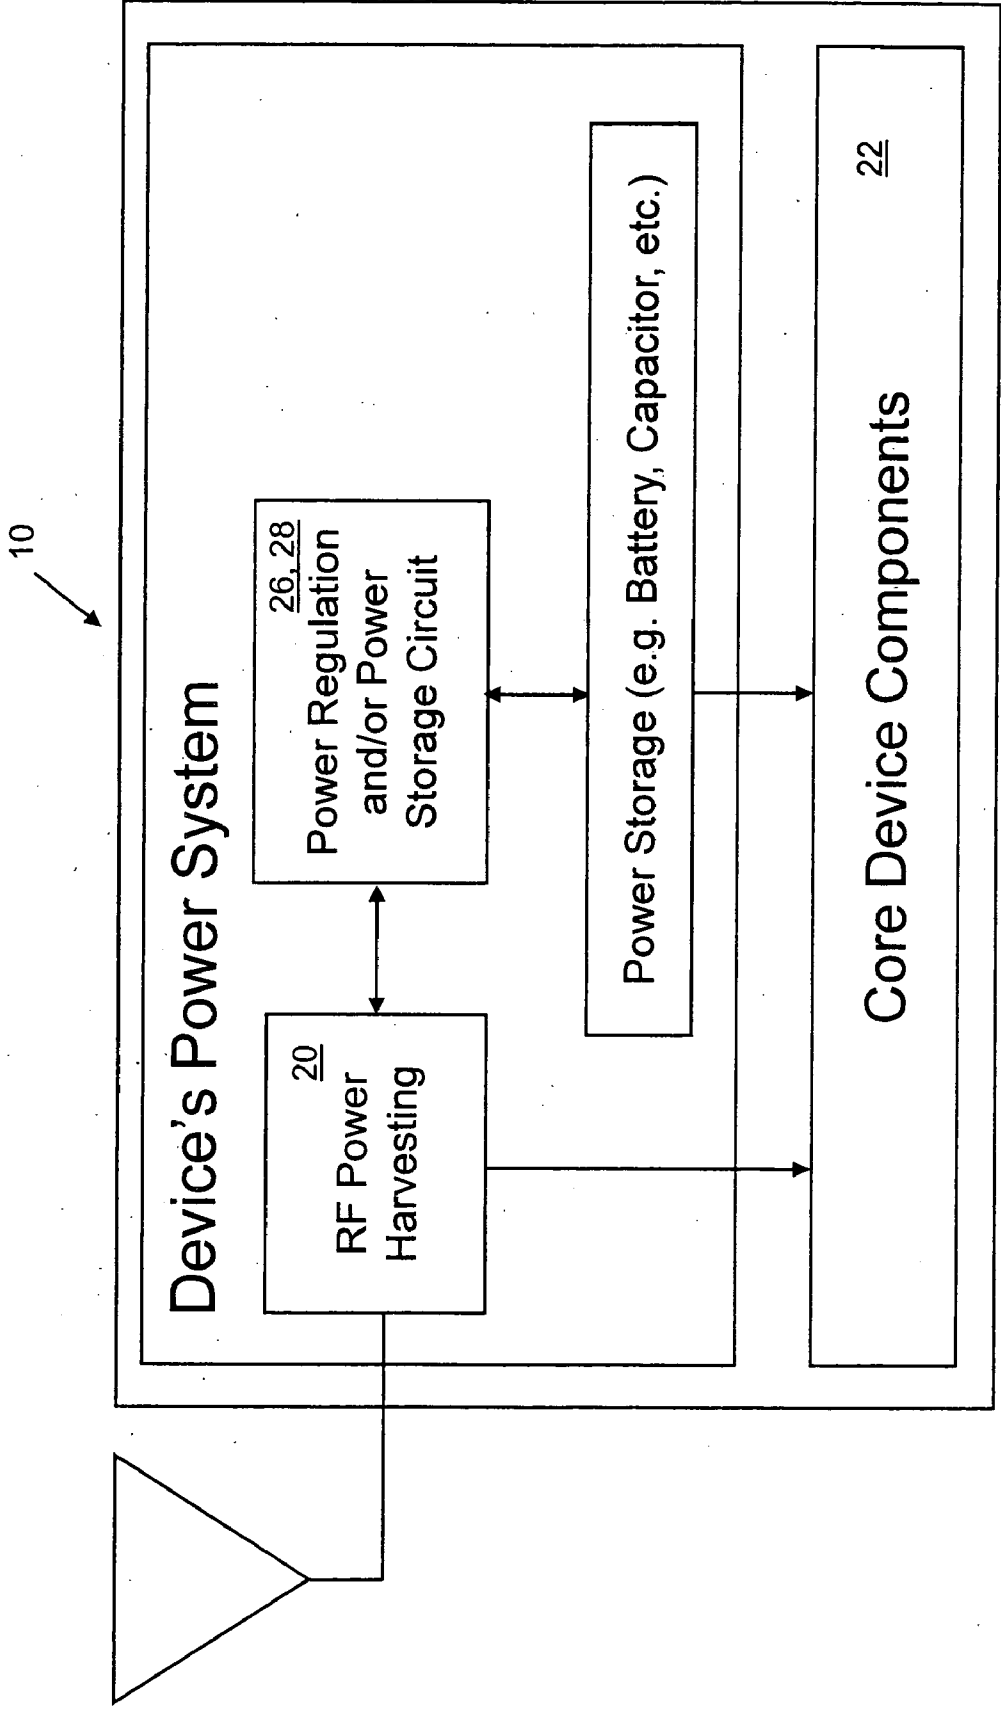 10
Device's Power System
20
RF Power
Harvesting
26, 28
Power Regulation
and/or Power
Storage Circuit
Power Storage (e.g. Battery, Capacitor, etc.)
22
Core Device Components